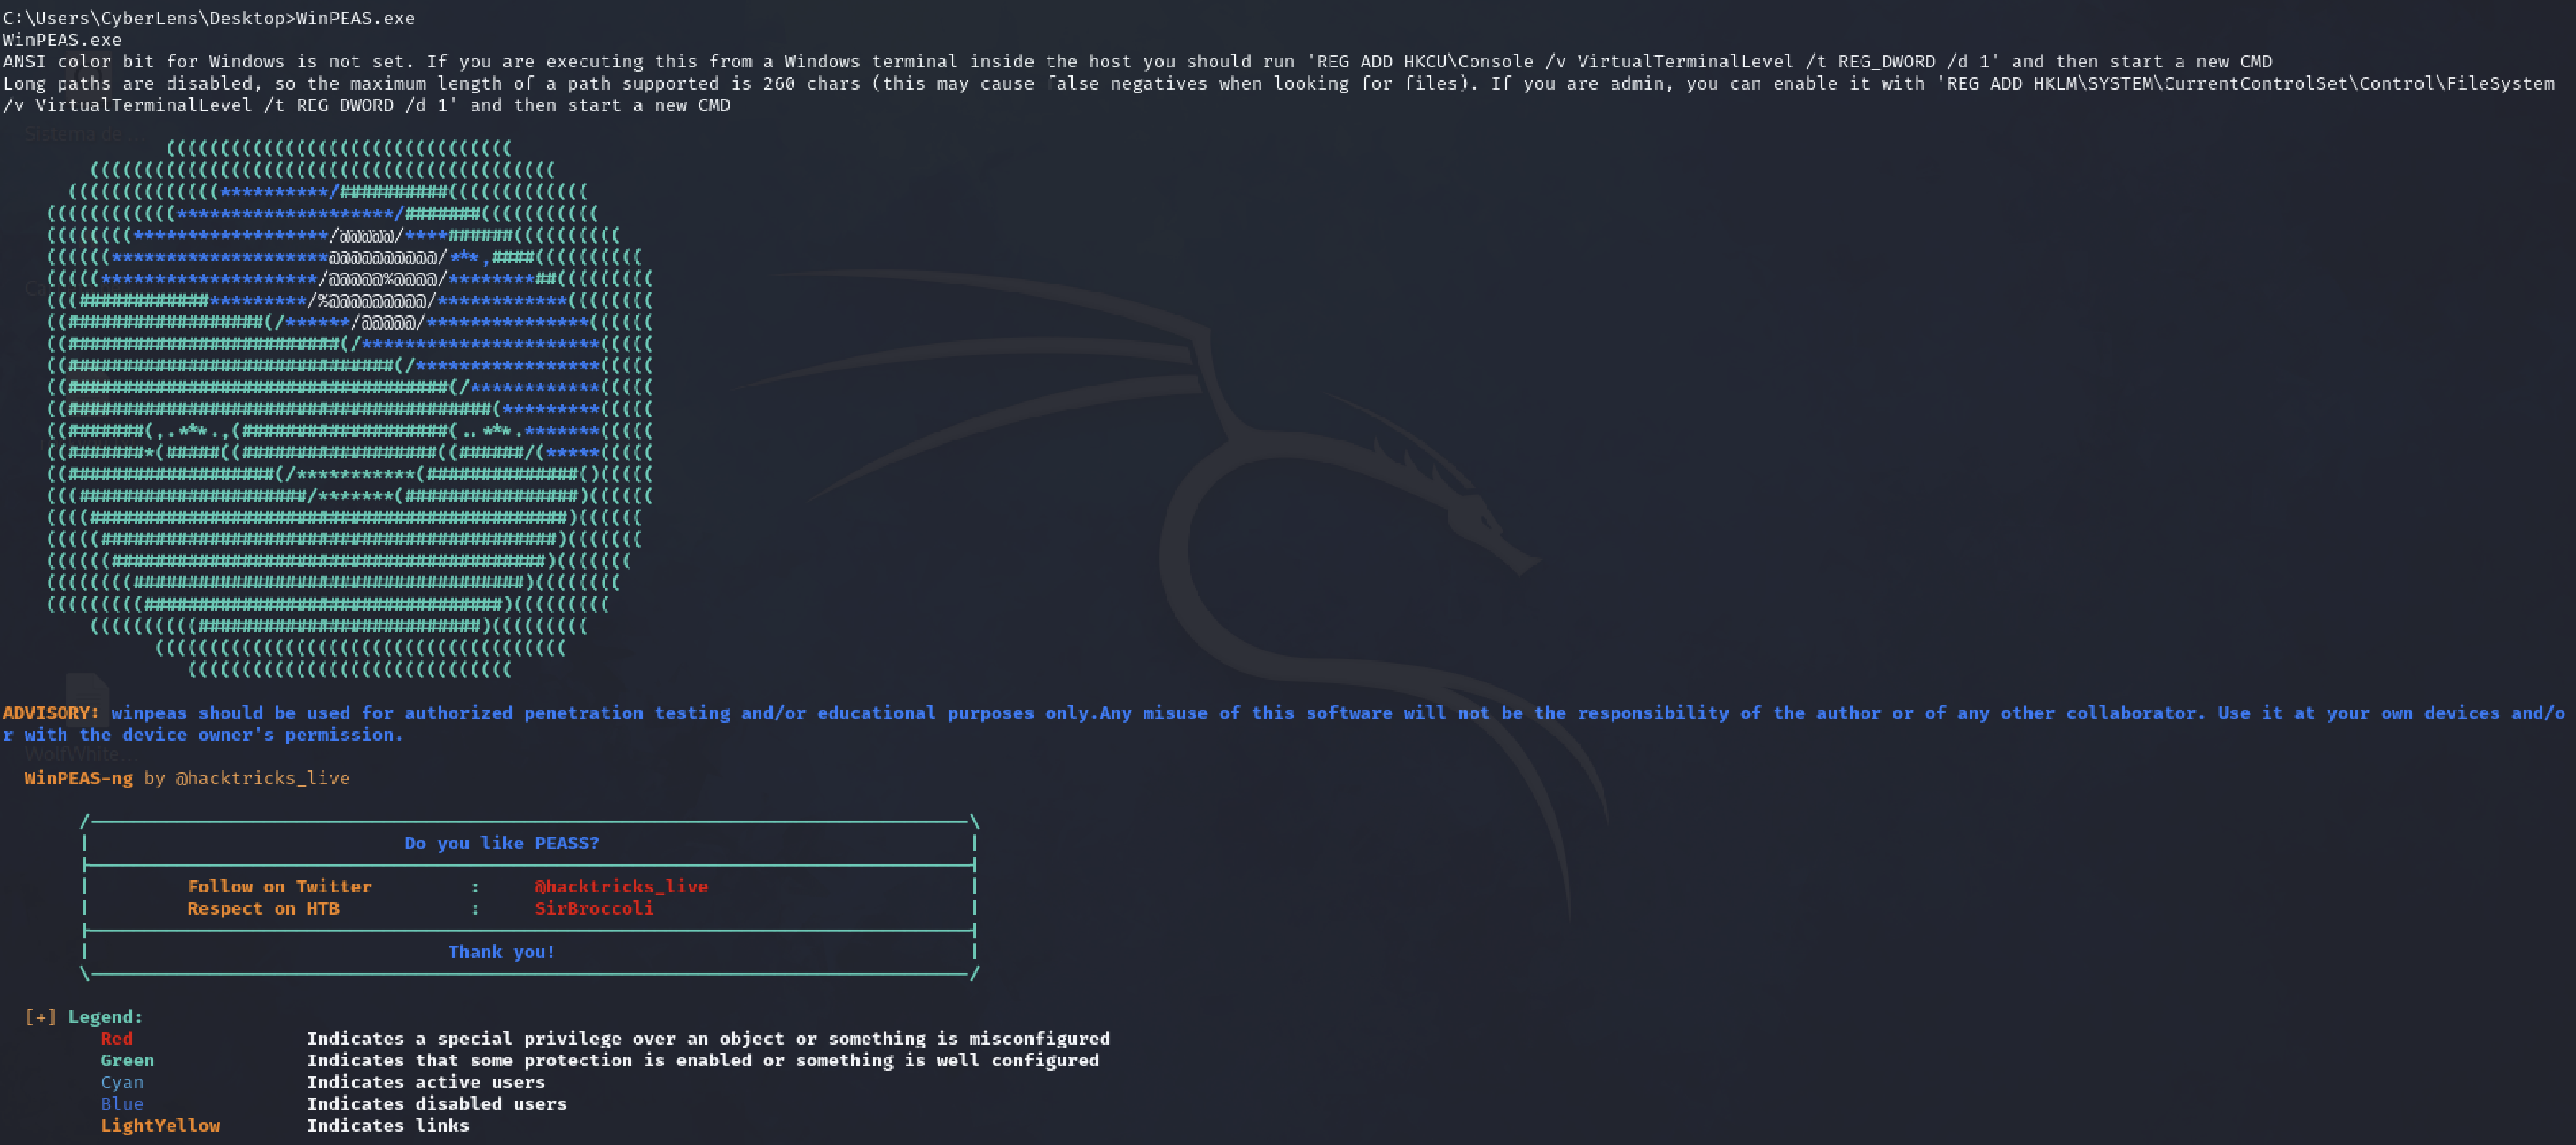 C:\Users\CyberLens\Desktop>WinPEAS.exe
WinPEAS.exe
ANSI color bit for Windows is not set. If you are executing this from a Windows terminal inside the host you should run 'REG ADD HKCU\Console /v VirtualTerminalLevel /t REG_DWORD /d 1' and then start a new CMD
Long paths are disabled, so the maximum length of a path supported is 260 chars (this may cause false negatives when looking for files). If you are admin, you can enable it with 'REG ADD HKLM\SYSTEM\CurrentControlSet\Control\FileSystem
/v VirtualTerminalLevel /t REG_DWORD /d 1' and then start a new CMD
Sistema de ...
ADVISORY: winpeas should be used for authorized penetration testing and/or educational purposes only.Any misuse of this software will not be the responsibility of the author or of any other collaborator. Use it at your own devices and/o
r with the device owner's permission.
WolfWhite...
WinPEAS-ng by @hacktricks_live
Do you like PEASS?
Follow on Twitter : @hacktricks_live
Respect on HTB : SirBroccoli
Thank you!
[+] Legend:
Red Indicates a special privilege over an object or something is misconfigured
Green Indicates that some protection is enabled or something is well configured
Cyan Indicates active users
Blue Indicates disabled users
LightYellow Indicates links